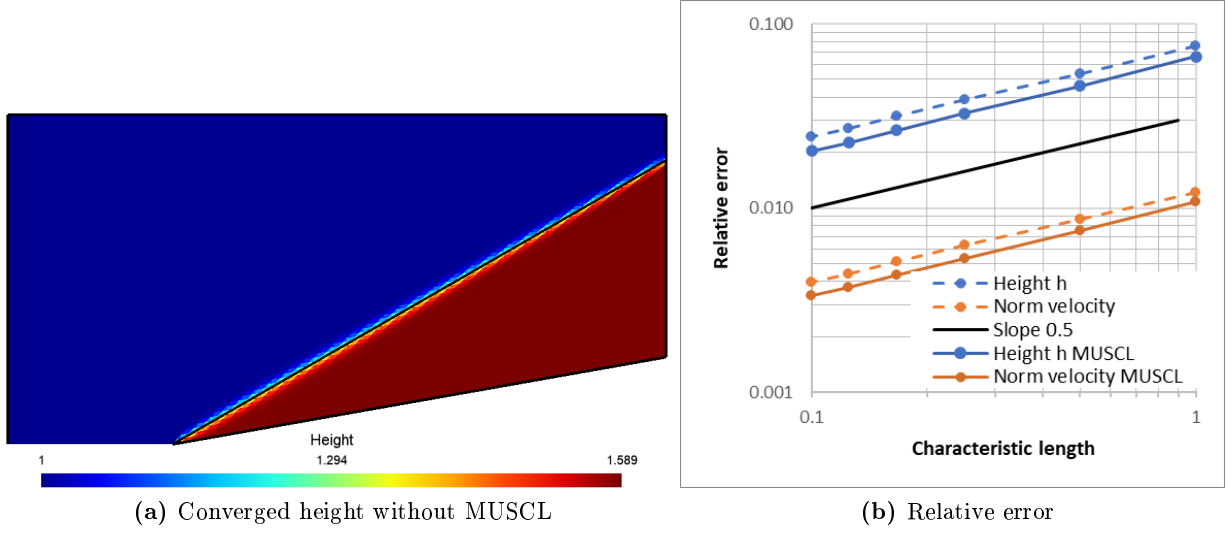 Height
1
1.294
1.589
(a) Converged height without MUSCL
0.100
0.010
0.001
Relative error
0.1
1
Characteristic length
Height h
Norm velocity
Slope 0.5
Height h MUSCL
Norm velocity MUSCL
(b) Relative error